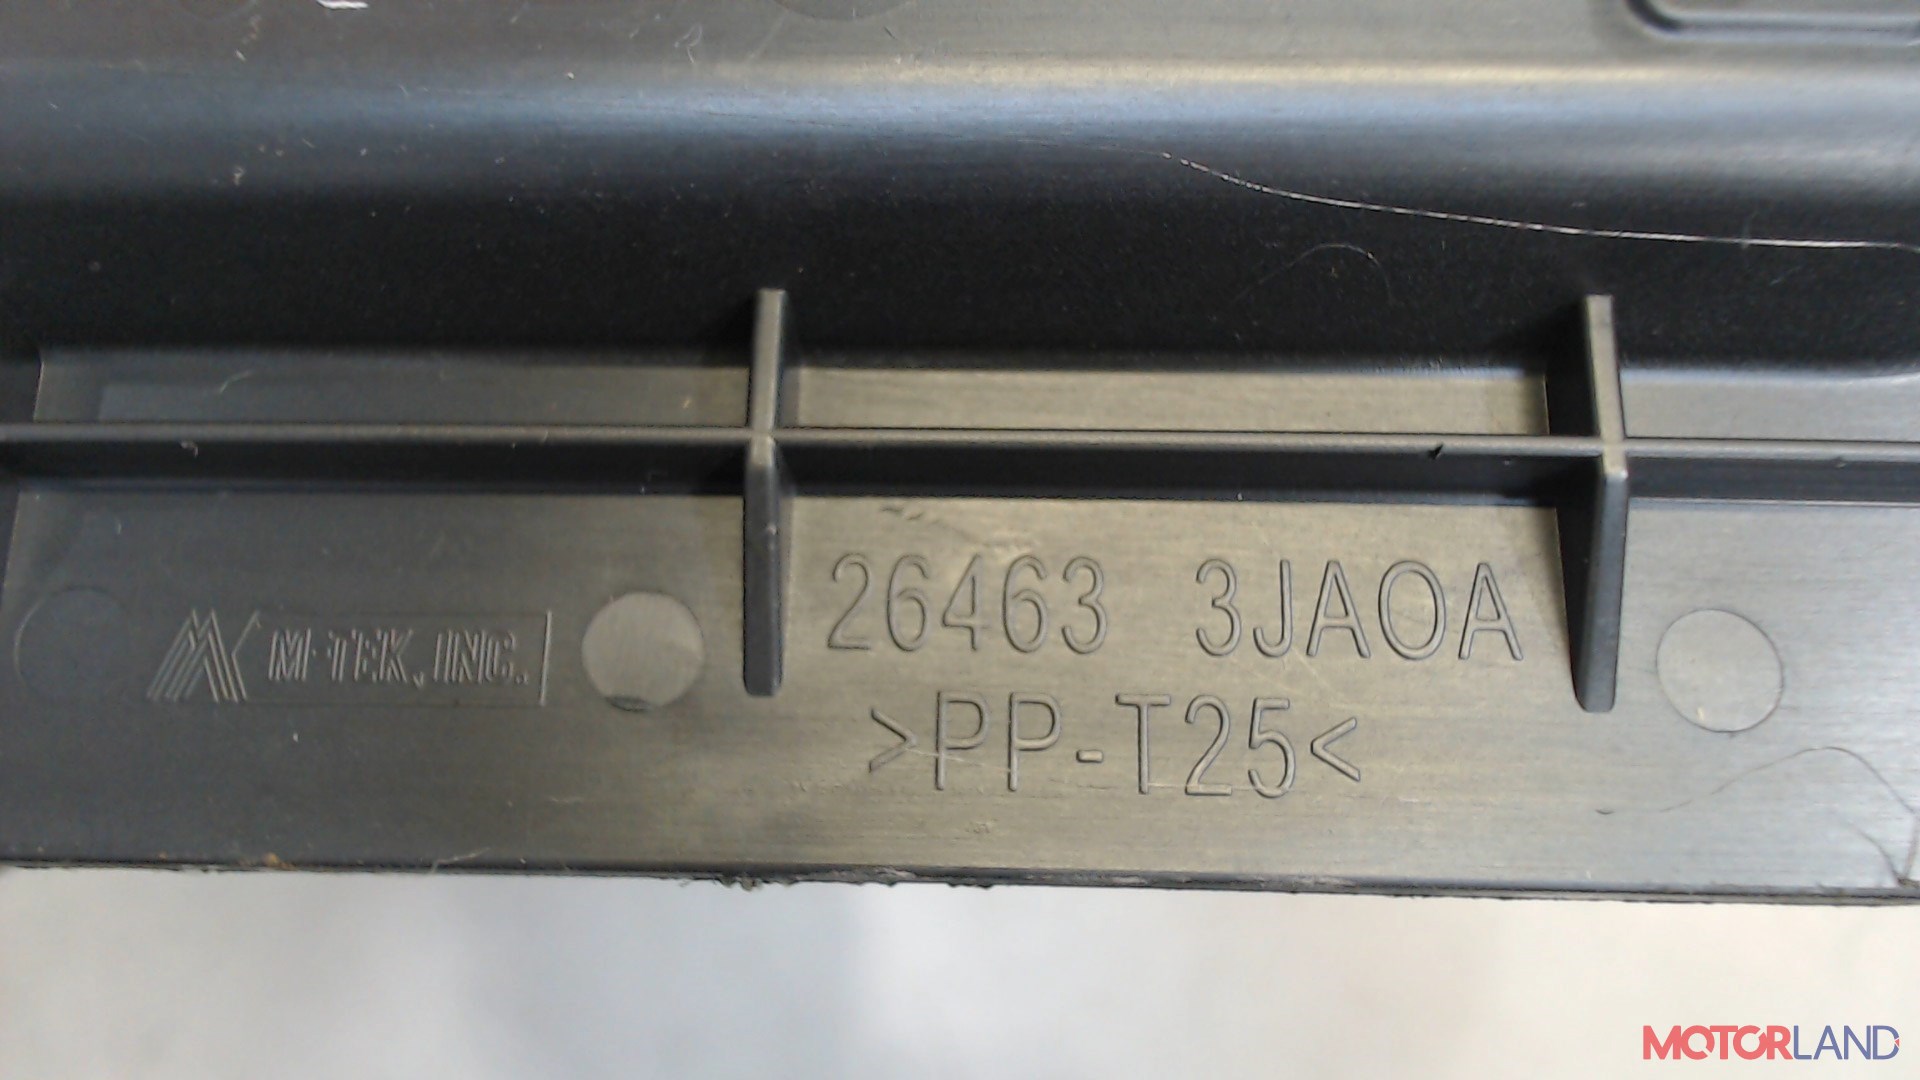 26463 3JA0A
M-TEK, INC.
>PP-T25<
MOTORLAND